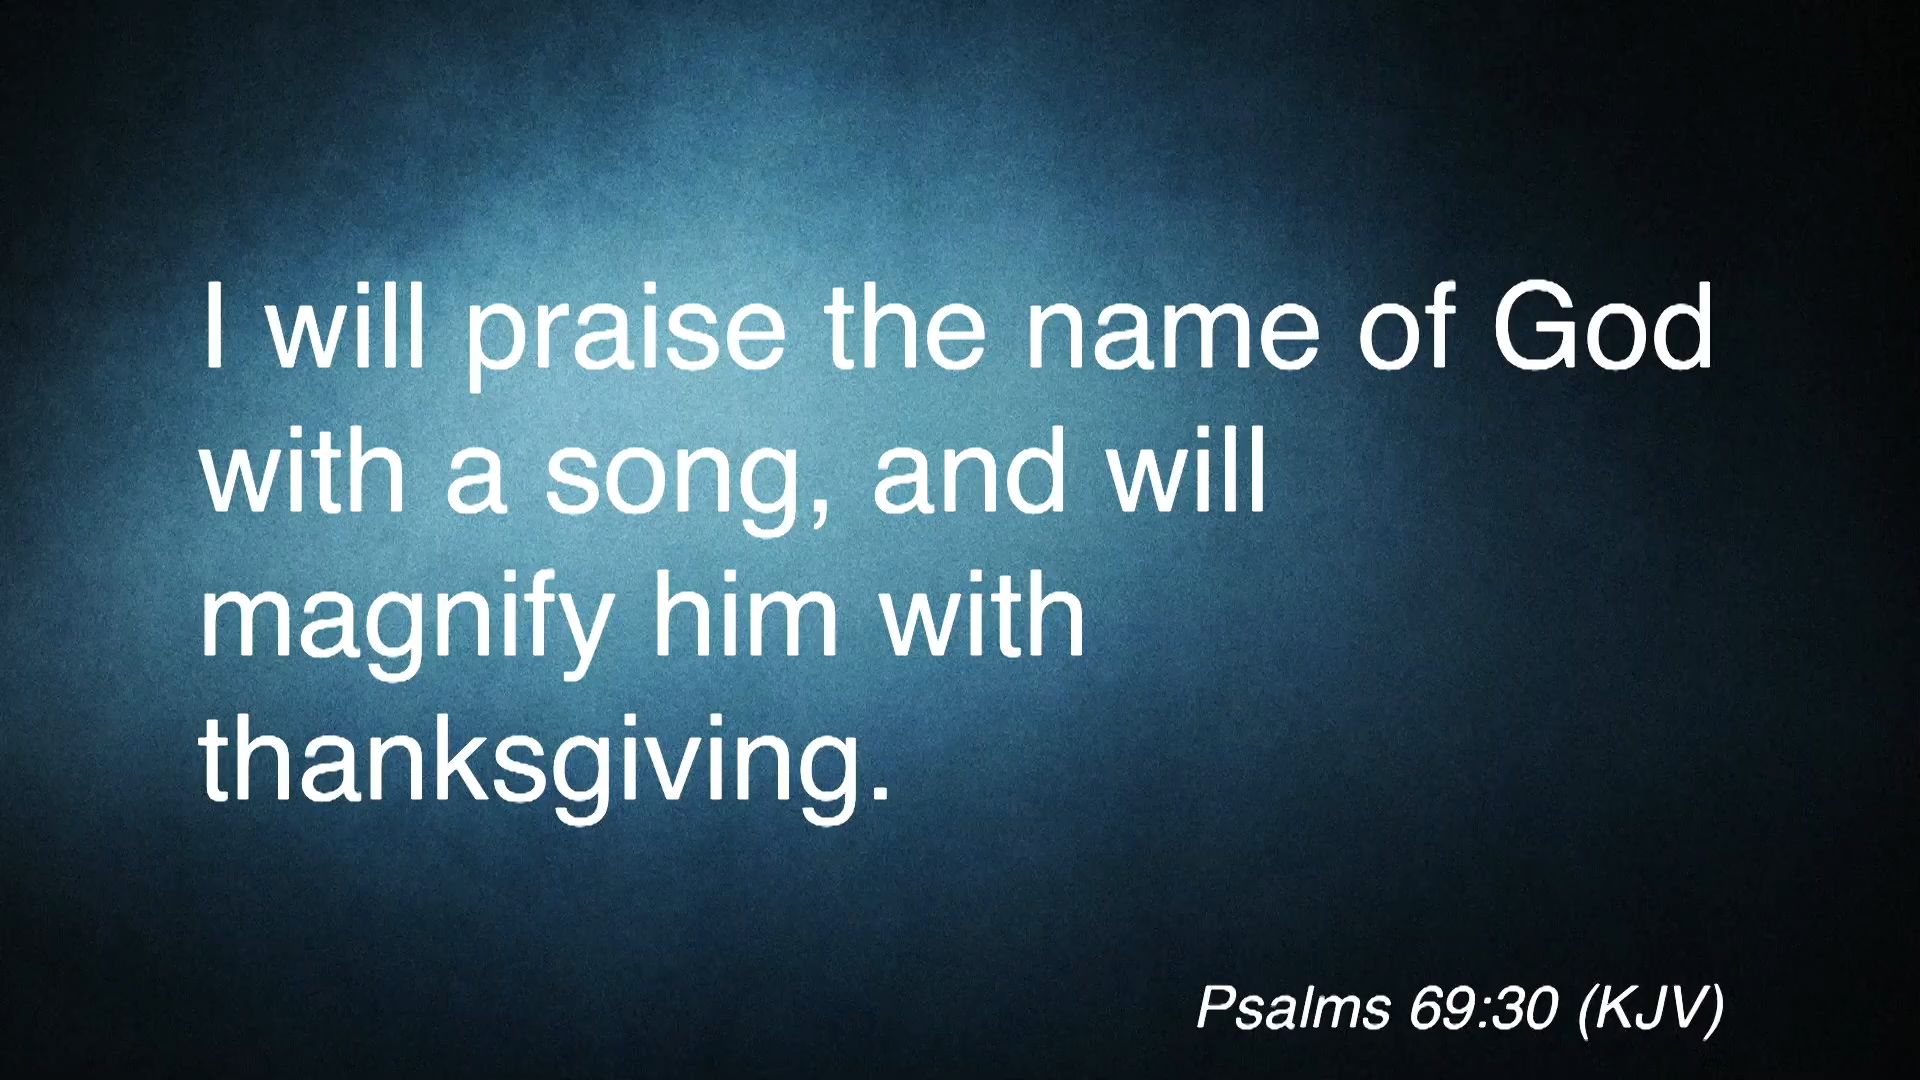 I will praise the name of God
with a song, and will
magnify him with
thanksgiving.
Psalms 69:30 (KJV)